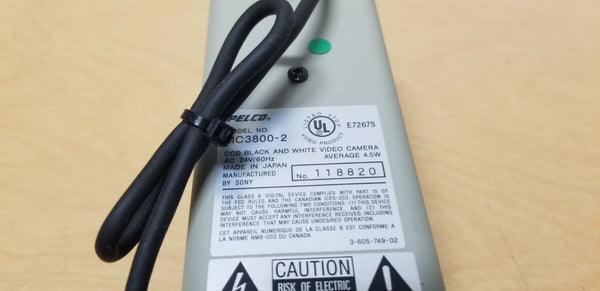 PELCO®
MODEL NO.
MC3800-2
LISTED 470F
UL
VIDEO PRODUCT
E72675
CCD BLACK AND WHITE VIDEO CAMERA
AC 24V/60Hz AVERAGE 4.5W
MADE IN JAPAN
MANUFACTURED
BY SONY
No. 118820
THIS CLASS B DIGITAL DEVICE COMPLIES WITH PART 15 OF
THE FCC RULES AND THE CANADIAN ICES-003. OPERATION IS
SUBJECT TO THE FOLLOWING TWO CONDITIONS: (1) THIS DEVICE
MAY NOT CAUSE HARMFUL INTERFERENCE, AND (2) THIS
DEVICE MUST ACCEPT ANY INTERFERENCE RECEIVED, INCLUDING
INTERFERENCE THAT MAY CAUSE UNDESIRED OPERATION.
CET APPAREIL NUMERIQUE DE LA CLASSE B EST CONFORME A
LA NORME NMB-003 DU CANADA.
3-605-749-02
CAUTION
RISK OF ELECTRIC